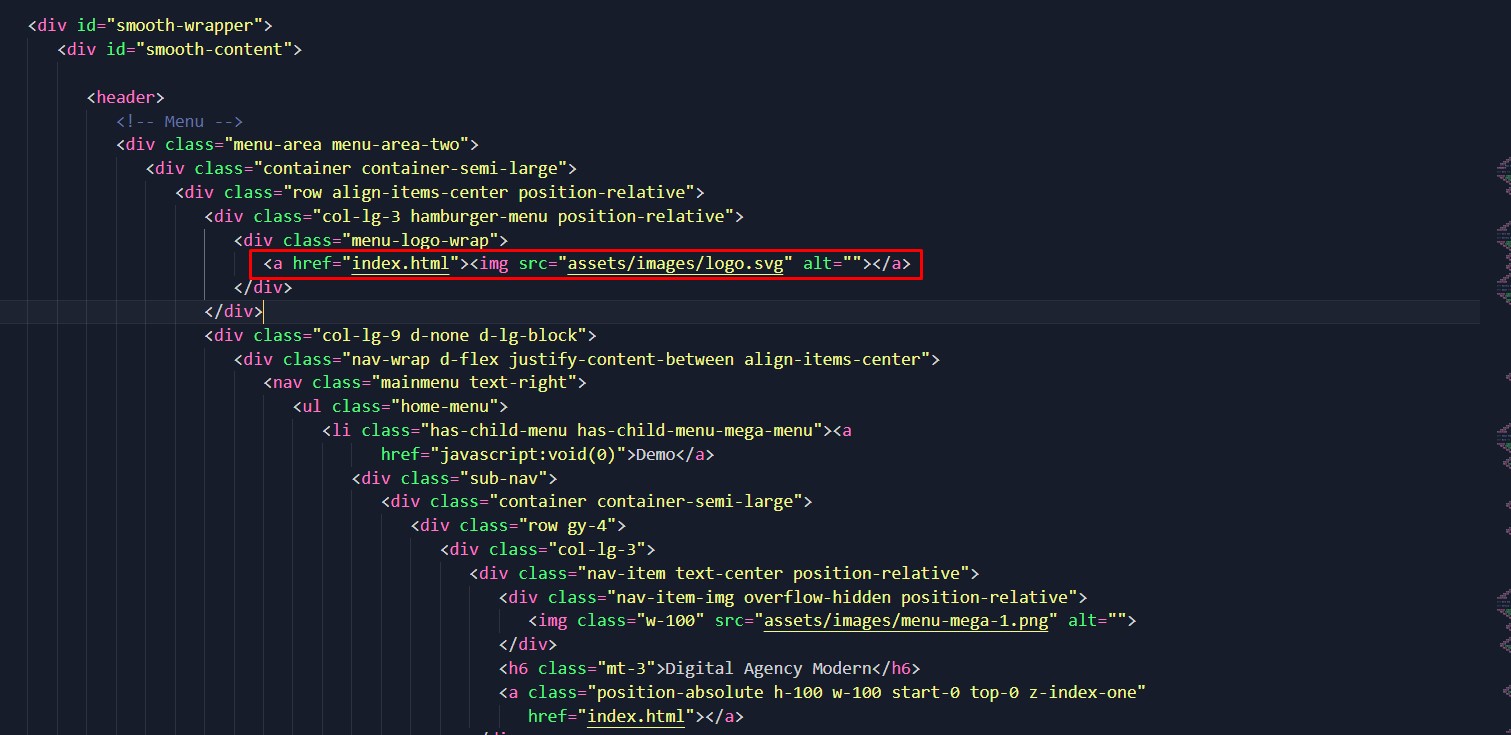 <div id="smooth-wrapper">
<div id="smooth-content">
<header>
<!-- Menu -->
<div class="menu-area menu-area-two">
<div class="container container-semi-large">
<div class="row align-items-center position-relative">
<div class="col-lg-3 hamburger-menu position-relative">
<div class="menu-logo-wrap">
<a href="index.html"><img src="assets/images/logo.svg" alt=""></a>
</div>
</div>
<div class="col-lg-9 d-none d-lg-block">
<div class="nav-wrap d-flex justify-content-between align-items-center">
<nav class="mainmenu text-right">
<ul class="home-menu">
<li class="has-child-menu has-child-menu-mega-menu"><a
href="javascript:void(0)">Demo</a>
<div class="sub-nav">
<div class="container container-semi-large">
<div class="row gy-4">
<div class="col-lg-3">
<div class="nav-item text-center position-relative">
<div class="nav-item-img overflow-hidden position-relative">
<img class="w-100" src="assets/images/menu-mega-1.png" alt="">
</div>
<h6 class="mt-3">Digital Agency Modern</h6>
<a class="position-absolute h-100 w-100 start-0 top-0 z-index-one"
href="index.html"></a>